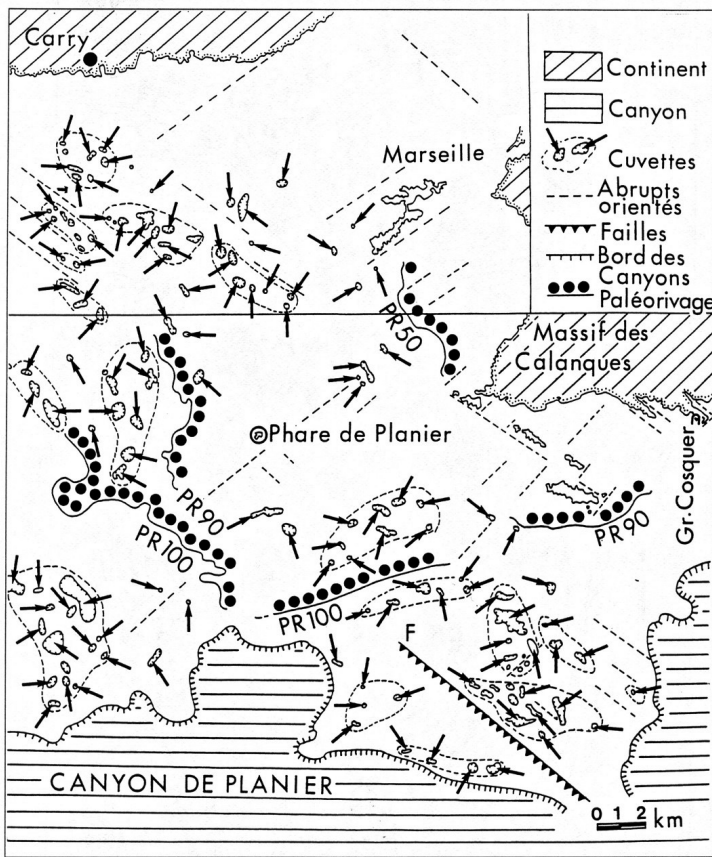 Carry
Marseille
Continent
Canyon
Cuvettes
Abrupts
orientés
Failles
Bord des
Canyons
Paléorivage
PR50
Massif des
Calanques
Phare de Planier
Gr. Cosquer
PR90
PR100
PR90
PR100
F
CANYON DE PLANIER
0 1 2
km